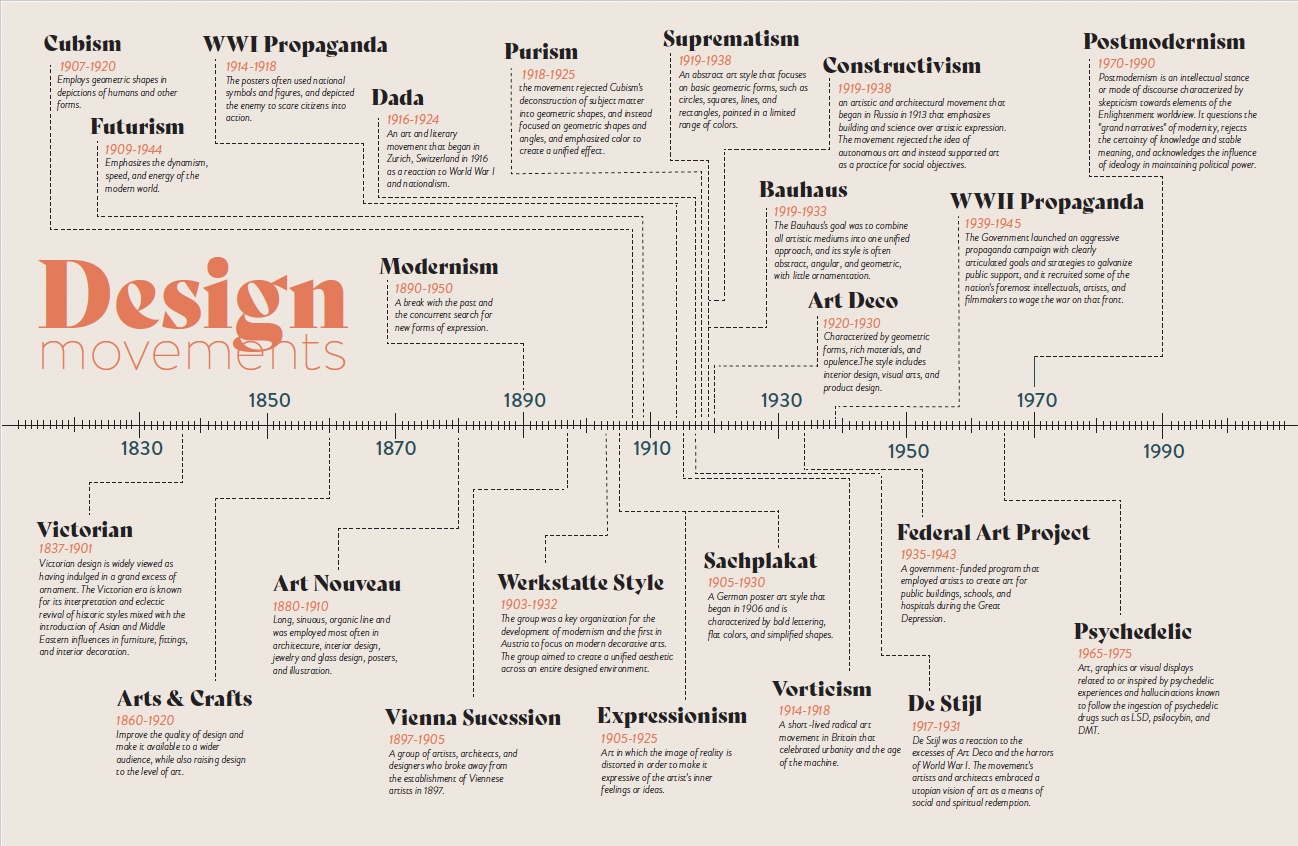 Cubism
1907-1920
Employs geometric shapes in
depictions of humans and other
forms.
Futurism
1909-1944
Emphasizes the dynamism,
speed, and energy of the
modern world.
WWI Propaganda
1914-1918
The posters often used national
symbols and figures, and depicted
the enemy to scare citizens into
action.
Dada
1916-1924
An art and literary
movement that began in
Zurich, Switzerland in 1916
as a reaction to World War I
and nationalism.
Purism
1918-1925
the movement rejected Cubism's
deconstruction of subject matter
into geometric shapes, and instead
focused on geometric shapes and
angles, and emphasized color to
create a unified effect.
Suprematism
1919-1938
An abstract art style that focuses
on basic geometric forms, such as
circles, squares, lines, and
rectangles, painted in a limited
range of colors.
Constructivism
1919-1938
an artistic and architectural movement that
began in Russia in 1913 that emphasizes
building and science over artistic expression.
The movement rejected the idea of
autonomous art and instead supported art
as a practice for social objectives.
Postmodernism
1970-1990
Postmodernism is an intellectual stance
or mode of discourse characterized by
skepticism towards elements of the
Enlightenment worldview. It questions the
"grand narratives" of modernity, rejects
the certainty of knowledge and stable
meaning, and acknowledges the influence
of ideology in maintaining political power.
Bauhaus
1919-1933
The Bauhaus's goal was to combine
all artistic mediums into one unified
approach, and its style is often
abstract, angular, and geometric,
with little ornamentation.
WWII Propaganda
1939-1945
The Government launched an aggressive
propaganda campaign with clearly
articulated goals and strategies to galvanize
public support, and it recruited some of the
nation's foremost intellectuals, artists, and
filmmakers to wage the war on that front.
Design
movements
Modernism
1890-1950
A break with the past and
the concurrent search for
new forms of expression.
Art Deco
1920-1930
Characterized by geometric
forms, rich materials, and
opulence.The style includes
interior design, visual arts, and
product design.
1850
1890
1930
1970
1830
1870
1910
1950
1990
Victorian
1837-1901
Victorian design is widely viewed as
having indulged in a grand excess of
ornament. The Victorian era is known
for its interpretation and eclectic
revival of historic styles mixed with the
introduction of Asian and Middle
Eastern influences in furniture, fittings,
and interior decoration.
Arts & Crafts
1860-1920
Improve the quality of design and
make it available to a wider
audience, while also raising design
to the level of art.
Art Nouveau
1880-1910
Long, sinuous, organic line and
was employed most often in
architecture, interior design,
jewelry and glass design, posters,
and illustration.
Vienna Sucession
1897-1905
A group of artists, architects, and
designers who broke away from
the establishment of Viennese
artists in 1897.
Werkstatte Style
1903-1932
The group was a key organization for the
development of modernism and the first in
Austria to focus on modern decorative arts.
The group aimed to create a unified aesthetic
across an entire designed environment.
Expressionism
1905-1925
Art in which the image of reality is
distorted in order to make it
expressive of the artist's inner
feelings or ideas.
Sachplakat
1905-1930
A German poster art style that
began in 1906 and is
characterized by bold lettering,
flat colors, and simplified shapes.
Vorticism
1914-1918
A short-lived radical art
movement in Britain that
celebrated urbanity and the age
of the machine.
Federal Art Project
1935-1943
A government-funded program that
employed artists to create art for
public buildings, schools, and
hospitals during the Great
Depression.
De Stijl
1917-1931
De Stijl was a reaction to the
excesses of Art Deco and the horrors
of World War I. The movement's
artists and architects embraced a
utopian vision of art as a means of
social and spiritual redemption.
Psychedelic
1965-1975
Art, graphics or visual displays
related to or inspired by psychedelic
experiences and hallucinations known
to follow the ingestion of psychedelic
drugs such as LSD, psilocybin, and
DMT.